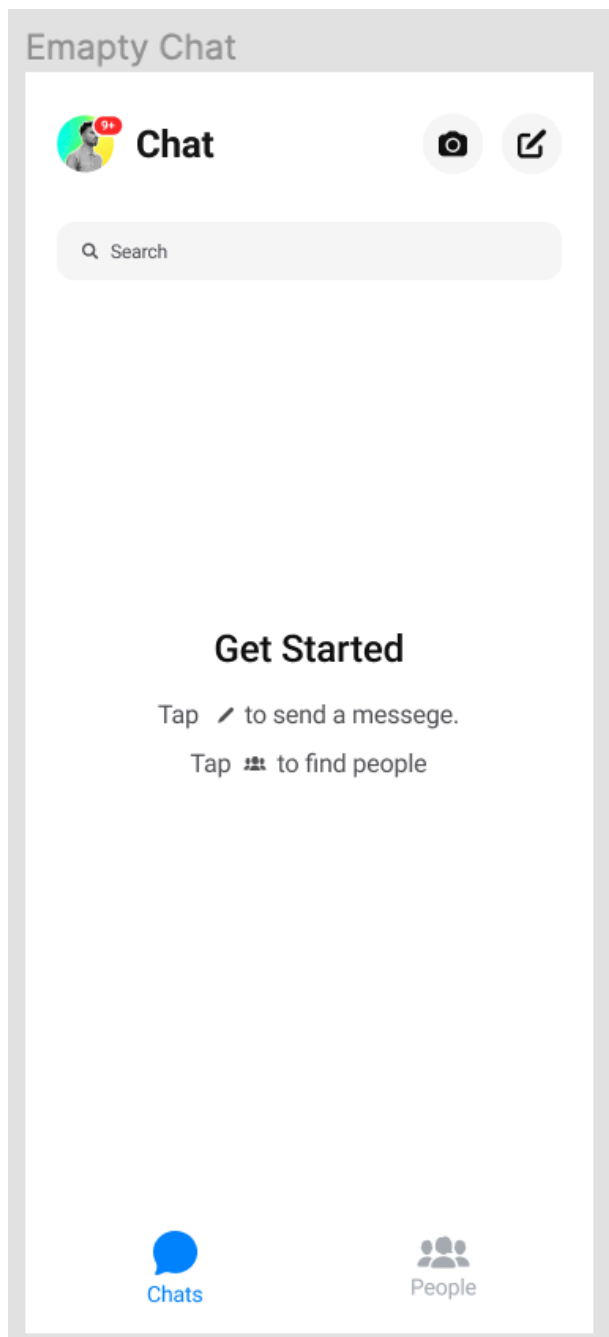 Emapty Chat
9+
Chat
Search
Get Started
Tap to send a messege.
Tap to find people
Chats
People